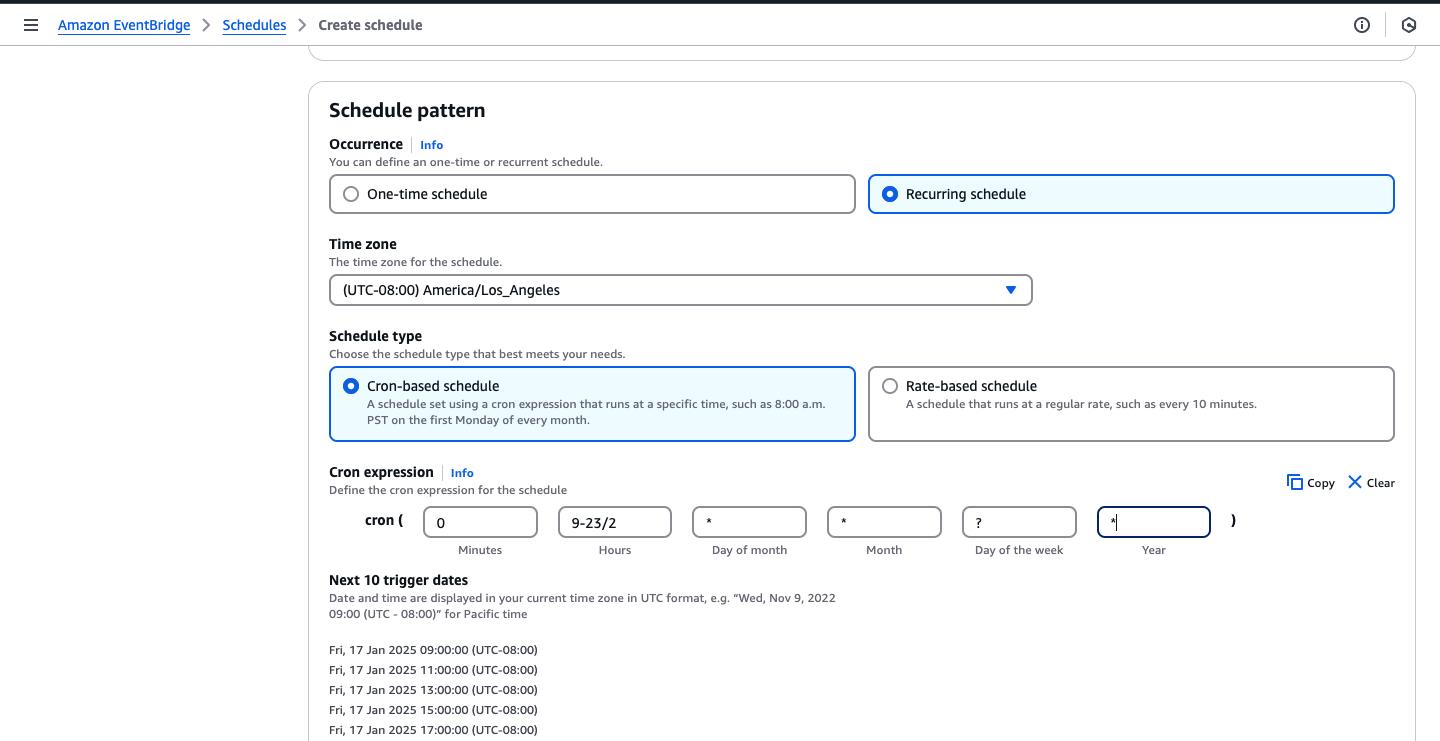 Amazon EventBridge > Schedules > Create schedule
Schedule pattern
Occurrence Info
You can define an one-time or recurrent schedule.
One-time schedule
Recurring schedule
Time zone
The time zone for the schedule.
(UTC-08:00) America/Los_Angeles
Schedule type
Choose the schedule type that best meets your needs.
Cron-based schedule
A schedule set using a cron expression that runs at a specific time, such as 8:00 a.m.
PST on the first Monday of every month.
Rate-based schedule
A schedule that runs at a regular rate, such as every 10 minutes.
Cron expression Info
Define the cron expression for the schedule
Copy Clear
cron ( 0 9-23/2 * * ? * )
Minutes Hours Day of month Month Day of the week Year
Next 10 trigger dates
Date and time are displayed in your current time zone in UTC format, e.g. “Wed, Nov 9, 2022
09:00 (UTC - 08:00)” for Pacific time
Fri, 17 Jan 2025 09:00:00 (UTC-08:00)
Fri, 17 Jan 2025 11:00:00 (UTC-08:00)
Fri, 17 Jan 2025 13:00:00 (UTC-08:00)
Fri, 17 Jan 2025 15:00:00 (UTC-08:00)
Fri, 17 Jan 2025 17:00:00 (UTC-08:00)